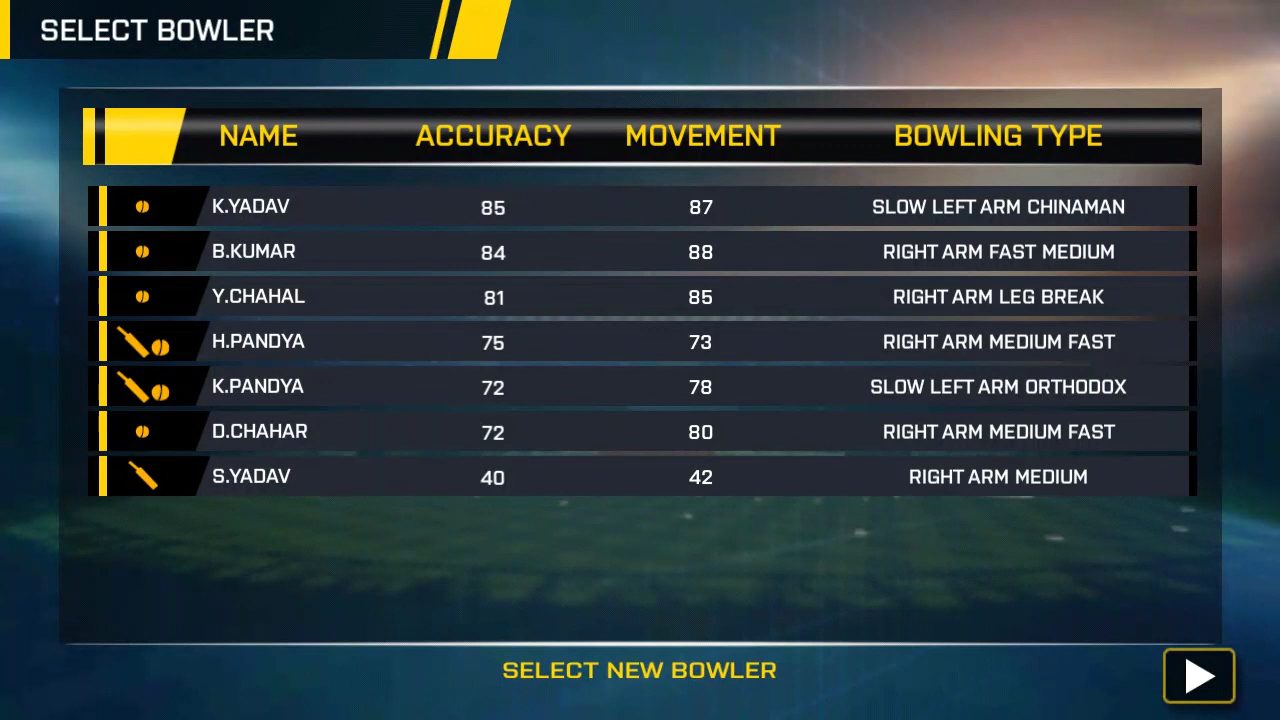 SELECT BOWLER
NAME ACCURACY MOVEMENT BOWLING TYPE
K.YADAV 85 87 SLOW LEFT ARM CHINAMAN
B.KUMAR 84 88 RIGHT ARM FAST MEDIUM
Y.CHAHAL 81 85 RIGHT ARM LEG BREAK
H.PANDYA 75 73 RIGHT ARM MEDIUM FAST
K.PANDYA 72 78 SLOW LEFT ARM ORTHODOX
D.CHAHAR 72 80 RIGHT ARM MEDIUM FAST
S.YADAV 40 42 RIGHT ARM MEDIUM
SELECT NEW BOWLER